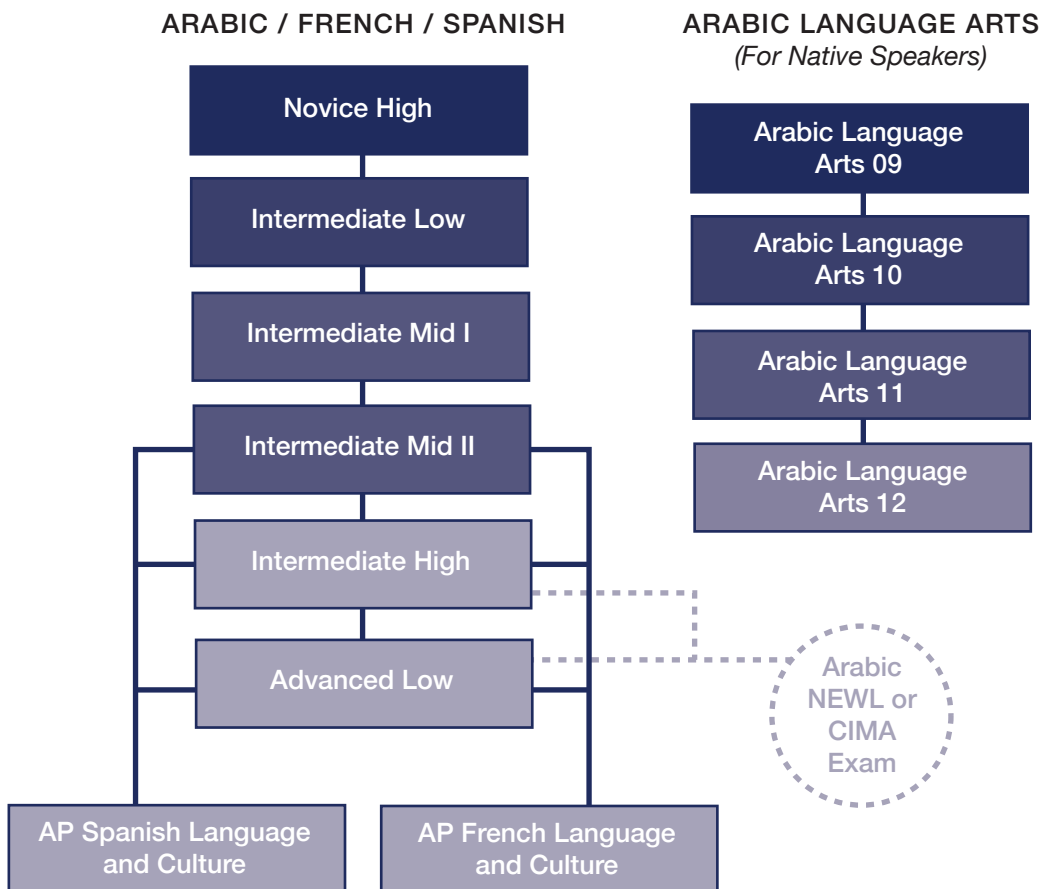 ARABIC / FRENCH / SPANISH
Novice High
Intermediate Low
Intermediate Mid I
Intermediate Mid II
Intermediate High
Advanced Low
AP Spanish Language
and Culture
AP French Language
and Culture
ARABIC LANGUAGE ARTS
(For Native Speakers)
Arabic Language
Arts 09
Arabic Language
Arts 10
Arabic Language
Arts 11
Arabic Language
Arts 12
Arabic
NEWL or
CIMA
Exam